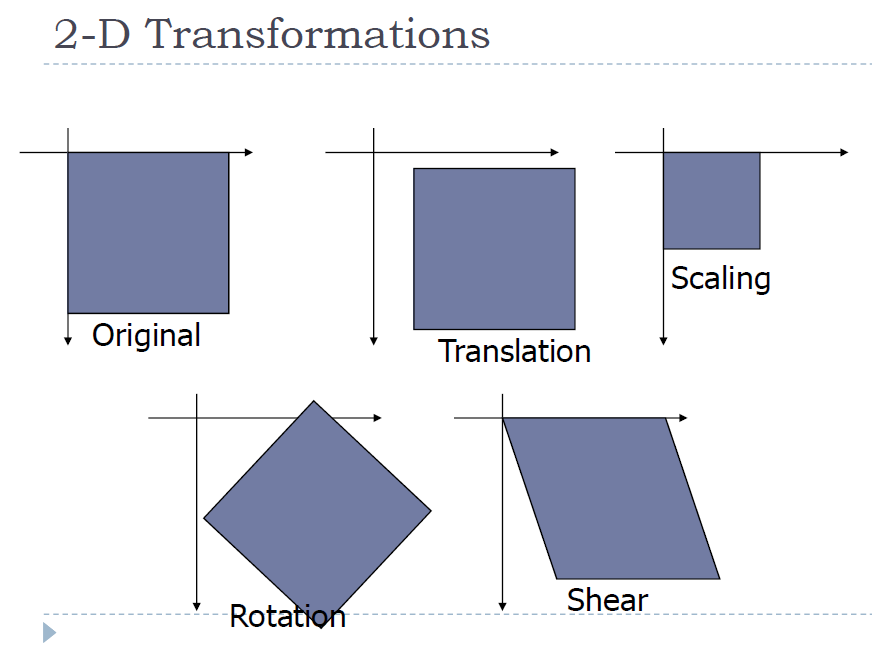 2-D Transformations
Original
Translation
Scaling
Rotation
Shear